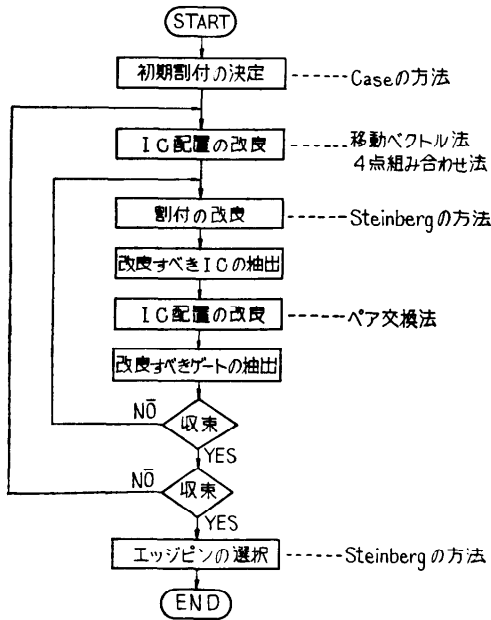 START
初期割付の決定
Caseの方法
IC配置の改良
移動ベクトル法
4点組み合わせ法
割付の改良
Steinbergの方法
改良すべきICの抽出
IC配置の改良
ペア交換法
改良すべきゲートの抽出
収束
NO
YES
収束
NO
YES
エッジピンの選択
Steinbergの方法
END